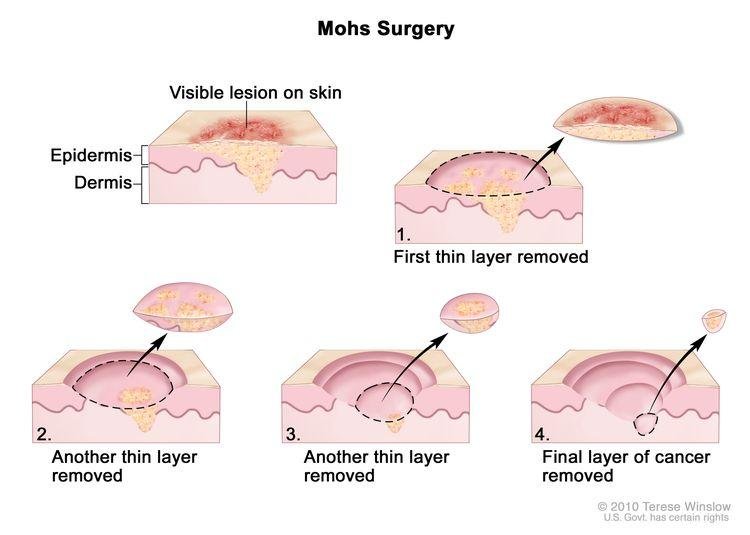 Mohs Surgery
Visible lesion on skin
Epidermis
Dermis
1.
First thin layer removed
2.
Another thin layer
removed
3.
Another thin layer
removed
4.
Final layer of cancer
removed
© 2010 Terese Winslow
U.S. Govt. has certain rights